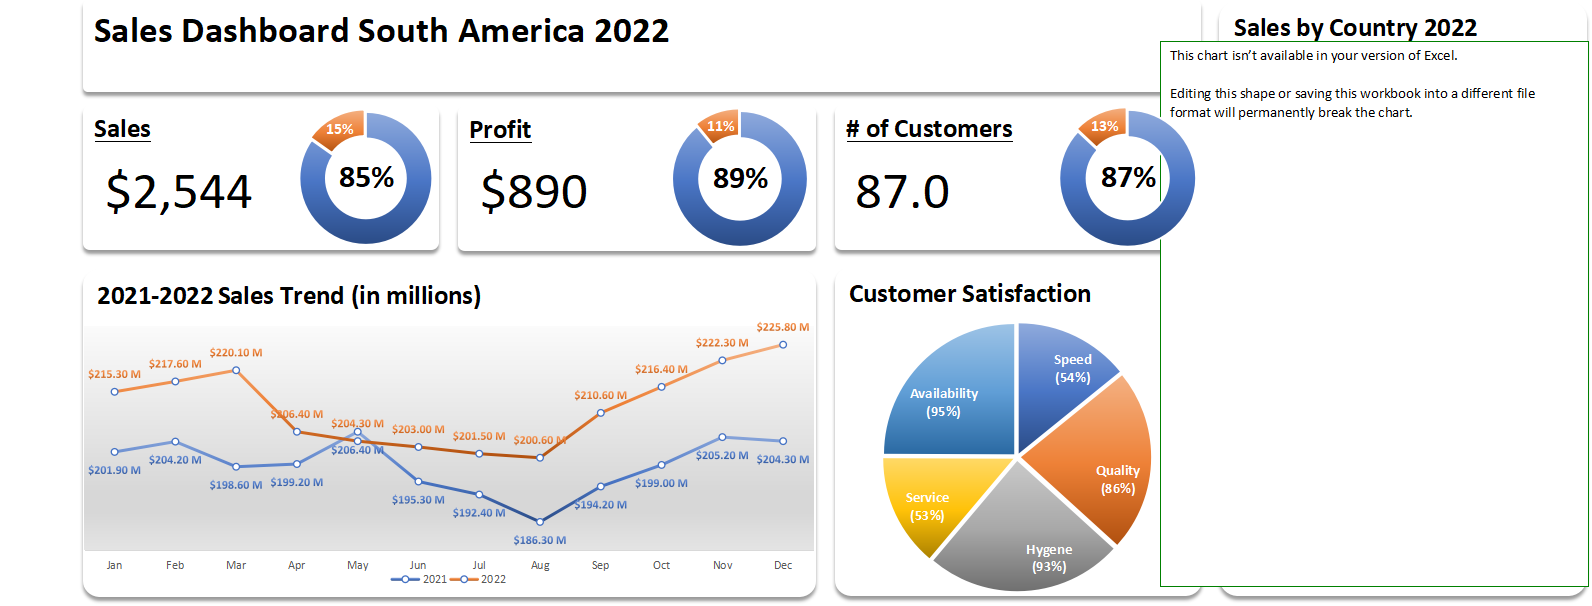 Sales Dashboard South America 2022
Sales by Country 2022
This chart isn't available in your version of Excel.
Editing this shape or saving this workbook into a different file
format will permanently break the chart.
Sales
$2,544
15%
85%
Profit
$890
11%
89%
# of Customers
87.0
13%
87%
2021-2022 Sales Trend (in millions)
$215.30 M
$217.60 M
$220.10 M
$206.40 M
$204.30 M
$203.00 M
$201.50 M
$200.60 M
$210.60 M
$216.40 M
$222.30 M
$225.80 M
$201.90 M
$204.20 M
$198.60 M
$199.20 M
$206.40 M
$195.30 M
$192.40 M
$186.30 M
$194.20 M
$199.00 M
$205.20 M
$204.30 M
Jan Feb Mar Apr May Jun Jul Aug Sep Oct Nov Dec
2021 2022
Customer Satisfaction
Speed
(54%)
Quality
(86%)
Hygene
(93%)
Service
(53%)
Availability
(95%)